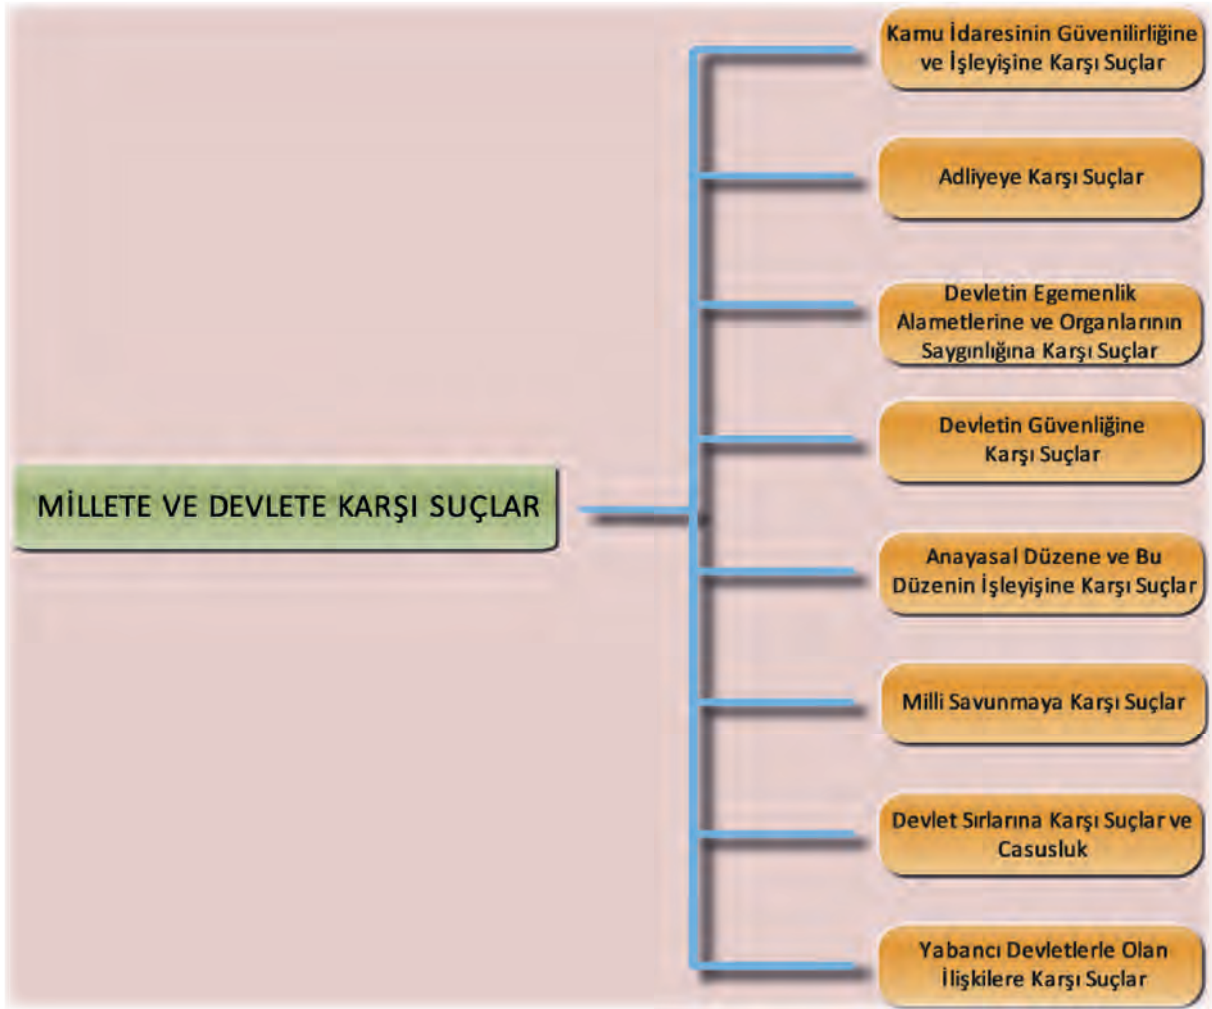 Kamu İdaresinin Güvenilirliğine
ve İşleyişine Karşı Suçlar
Adliyeye Karşı Suçlar
Devletin Egemenlik
Alametlerine ve Organlarının
Saygınlığına Karşı Suçlar
Devletin Güvenliğine
Karşı Suçlar
MİLLETE VE DEVLETE KARŞI SUÇLAR
Anayasal Düzene ve Bu
Düzenin İşleyişine Karşı Suçlar
Milli Savunmaya Karşı Suçlar
Devlet Sırlarına Karşı Suçlar ve
Casusluk
Yabancı Devletlerle Olan
İlişkilere Karşı Suçlar